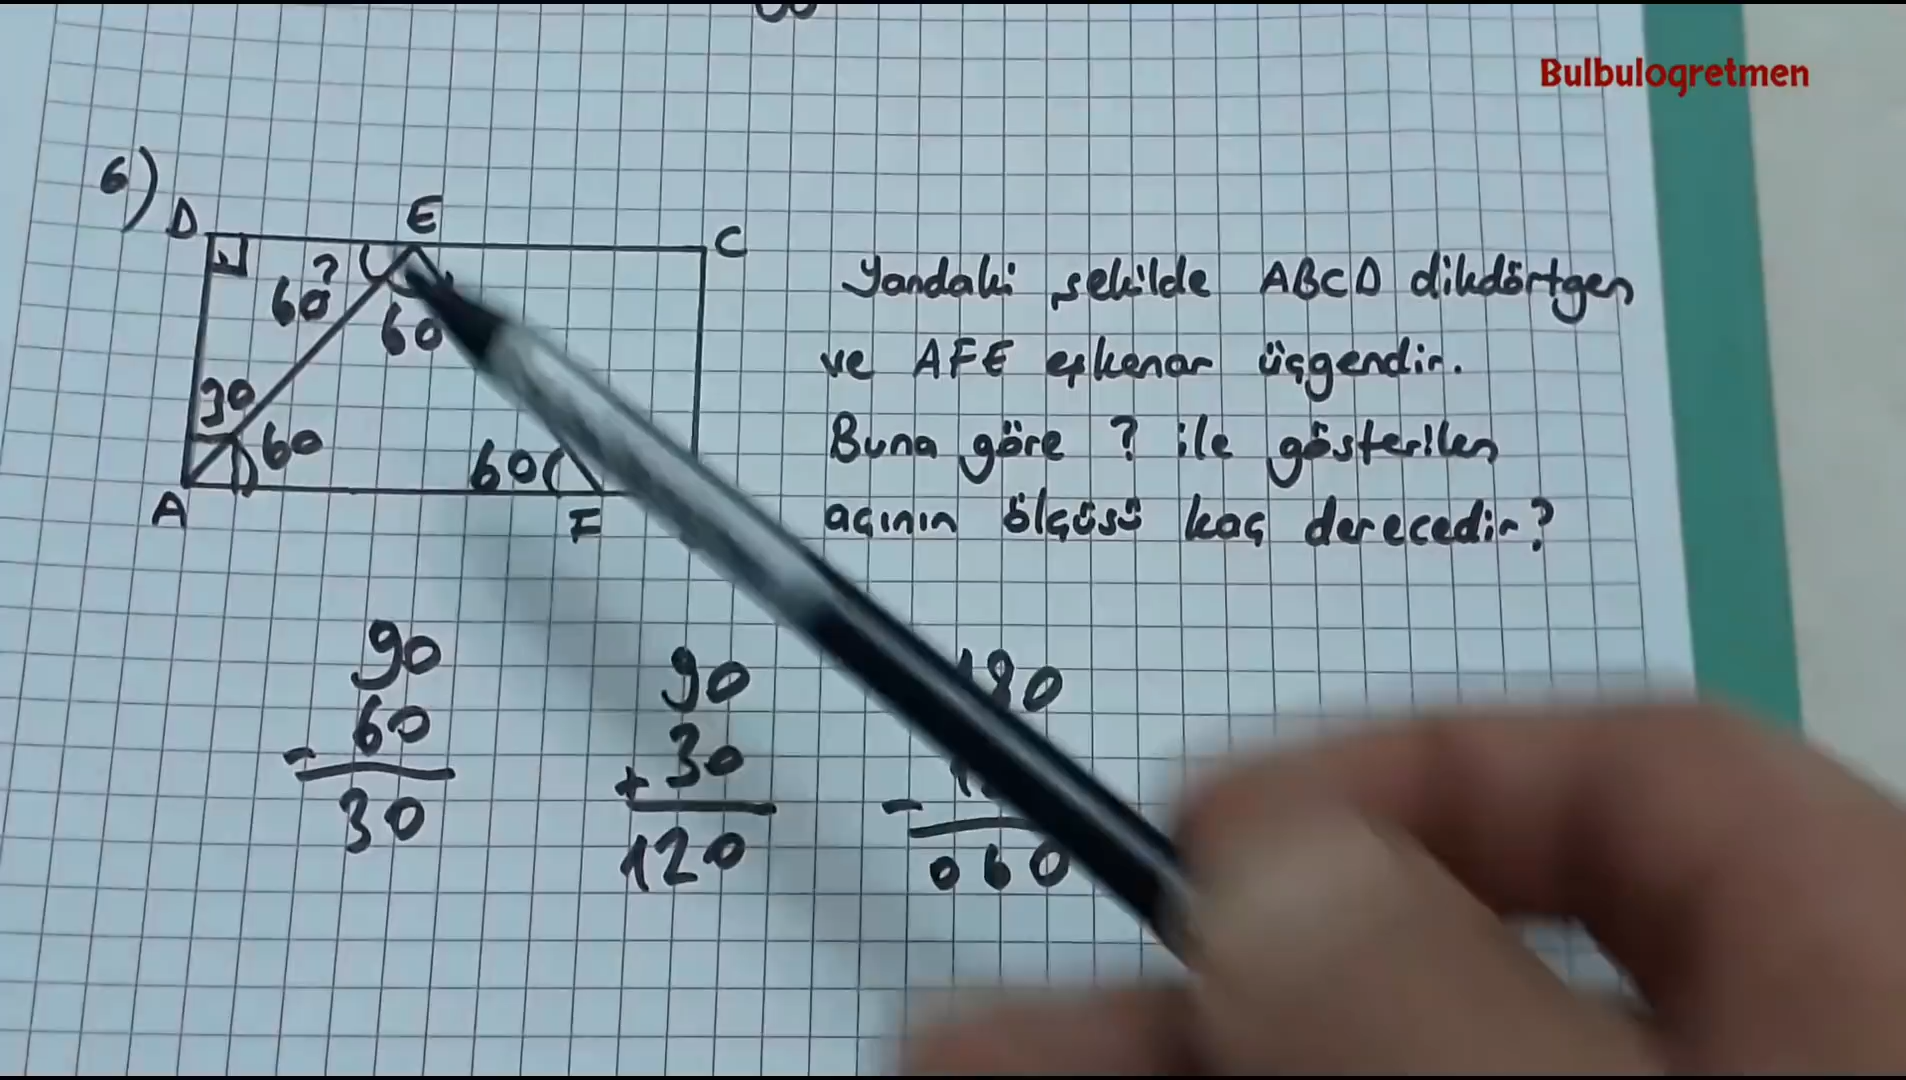 Bulbulogretmen
6)
D E C
? 60 60
30 60 60
A F
Yandaki şekilde ABCD dikdörtgen
ve AFE eşkenar üçgendir.
Buna göre ? ile gösterilen
açının ölçüsü kaç derecedir?
90 90 180
- 60 + 30 -
30 120 060